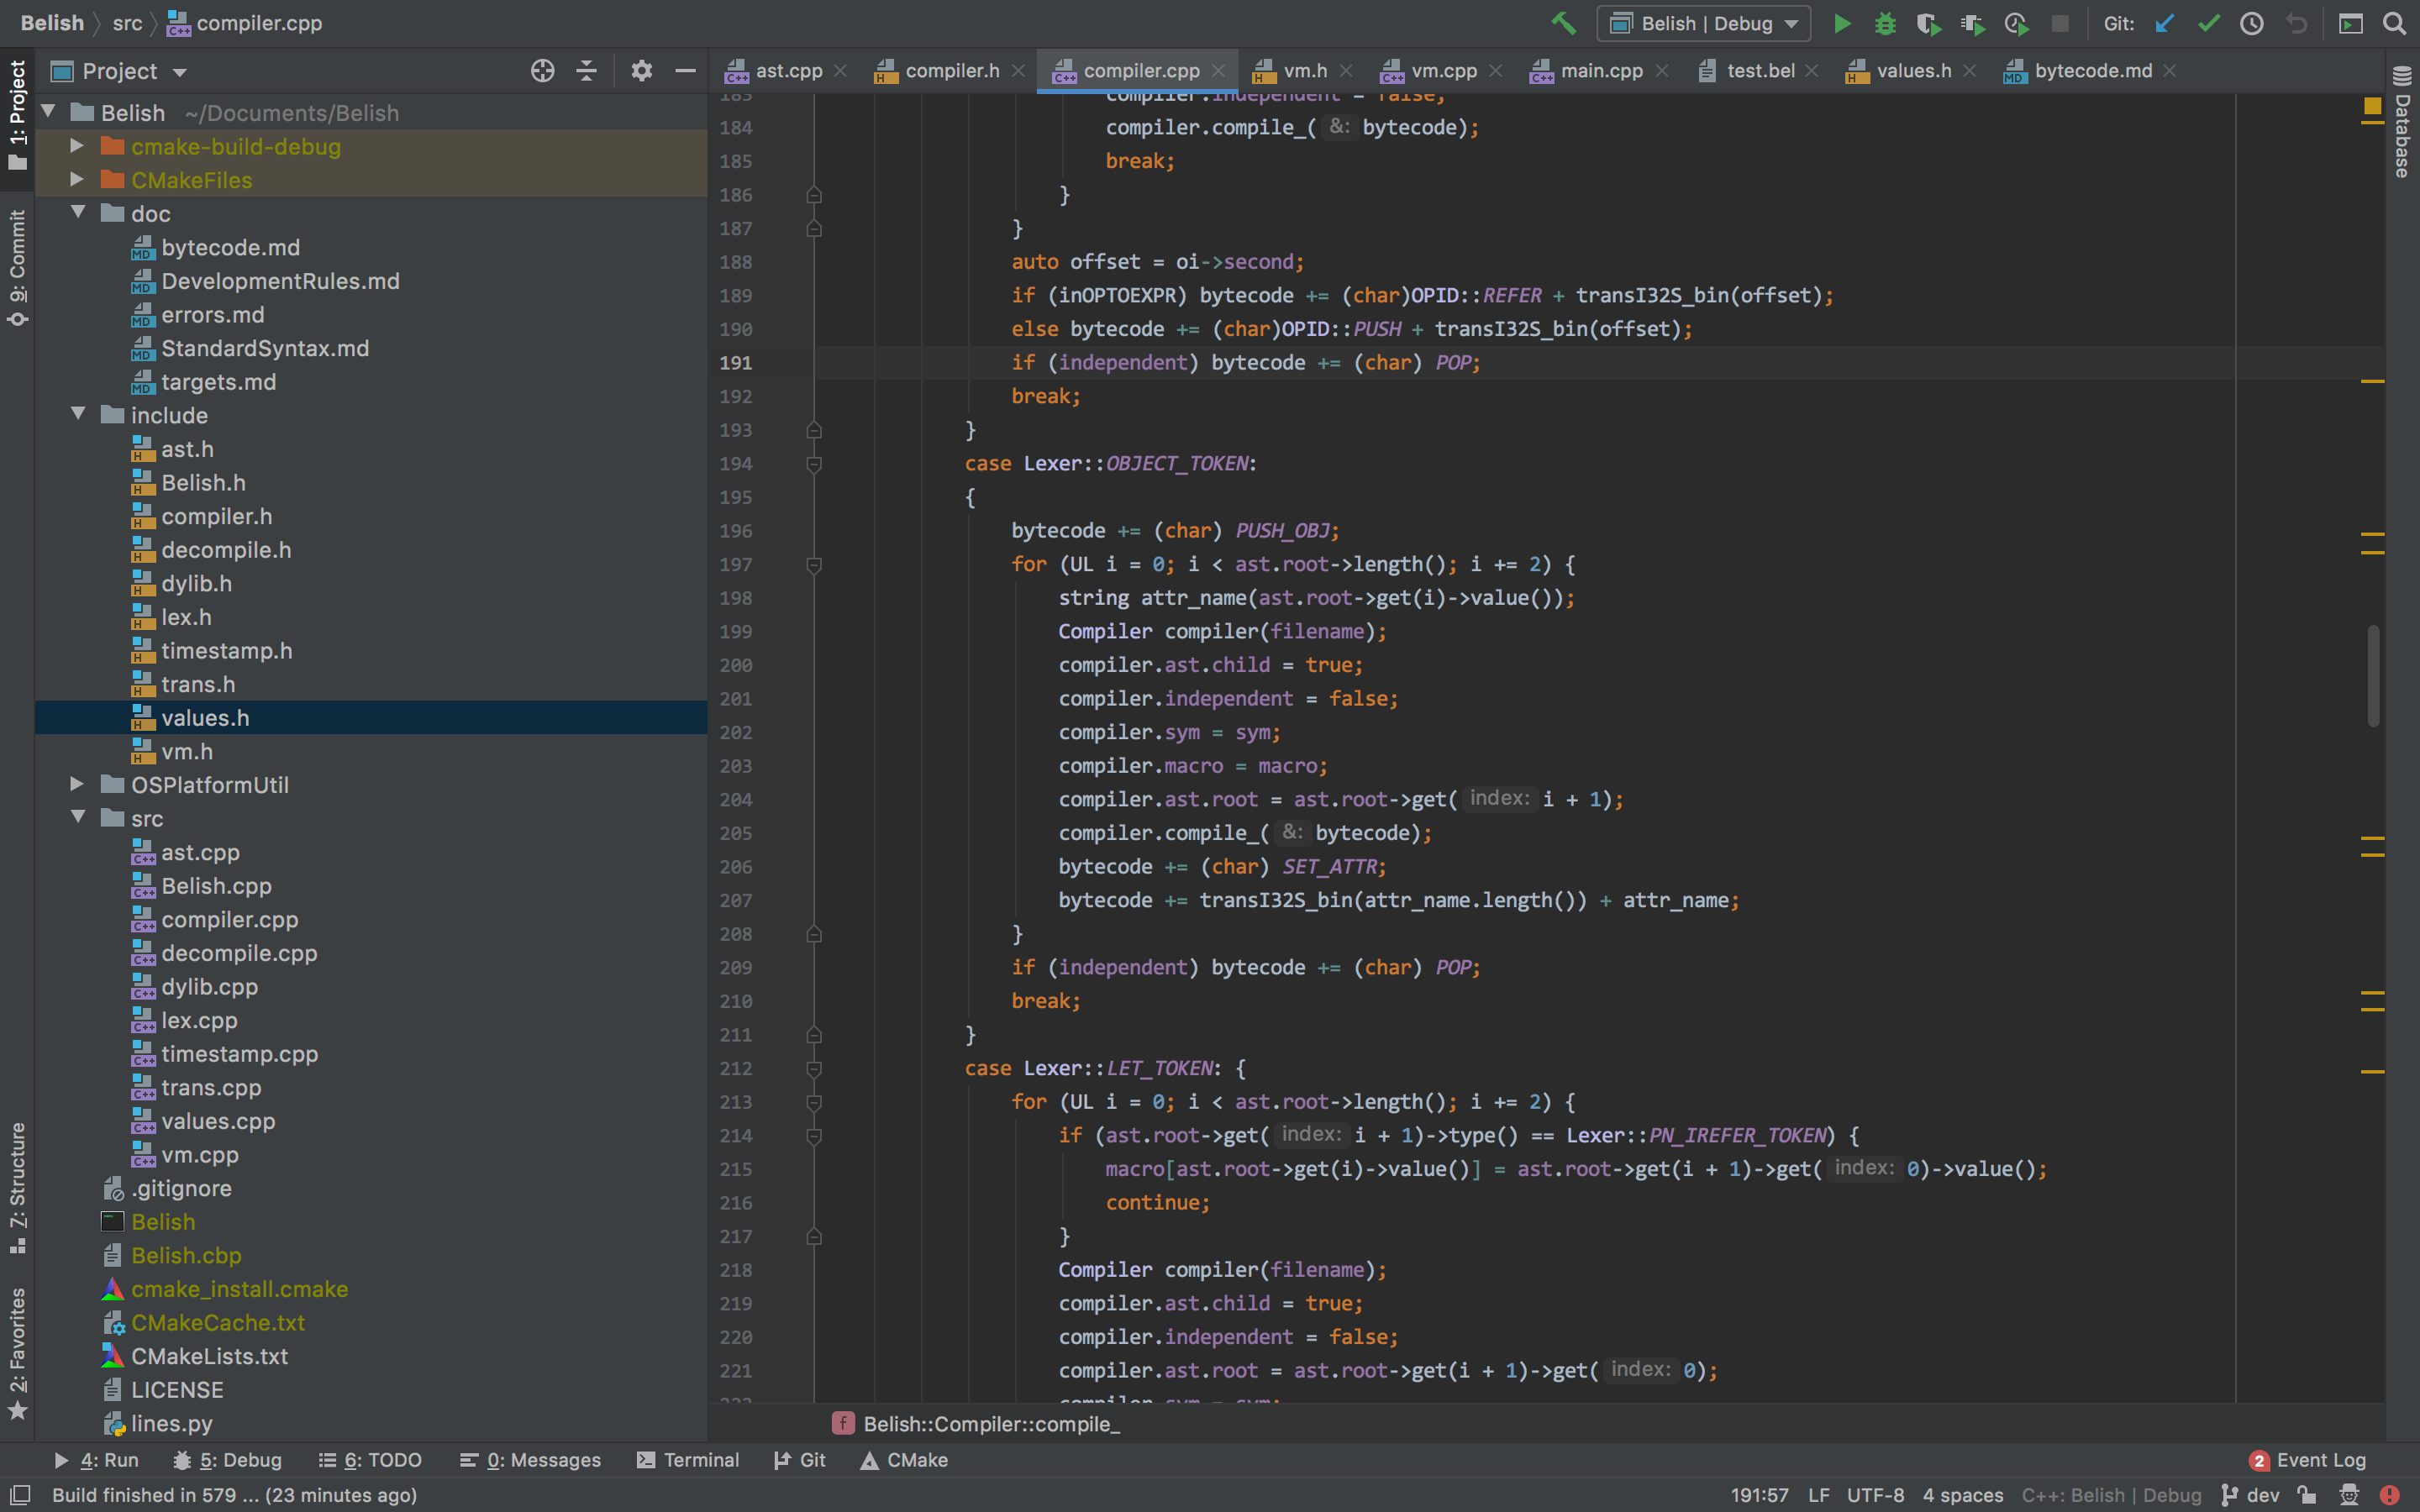 Belish 〉 src 〉 compiler.cpp
Belish | Debug
Git:
1: Project
9: Commit
7: Structure
2: Favorites
Database
Project
Belish ~/Documents/Belish
cmake-build-debug
CMakeFiles
doc
bytecode.md
DevelopmentRules.md
errors.md
StandardSyntax.md
targets.md
include
ast.h
Belish.h
compiler.h
decompile.h
dylib.h
lex.h
timestamp.h
trans.h
values.h
vm.h
OSPlatformUtil
src
ast.cpp
Belish.cpp
compiler.cpp
decompile.cpp
dylib.cpp
lex.cpp
timestamp.cpp
trans.cpp
values.cpp
vm.cpp
.gitignore
Belish
Belish.cbp
cmake_install.cmake
CMakeCache.txt
CMakeLists.txt
LICENSE
lines.py
ast.cpp compiler.h compiler.cpp vm.h vm.cpp main.cpp test.bel values.h bytecode.md
183 compiler.independent = false;
184 compiler.compile_( &: bytecode);
185 break;
186 }
187 }
188 auto offset = oi->second;
189 if (inOPTOEXPR) bytecode += (char)OPID::REFER + transI32S_bin(offset);
190 else bytecode += (char)OPID::PUSH + transI32S_bin(offset);
191 if (independent) bytecode += (char) POP;
192 break;
193 }
194 case Lexer::OBJECT_TOKEN:
195 {
196 bytecode += (char) PUSH_OBJ;
197 for (UL i = 0; i < ast.root->length(); i += 2) {
198 string attr_name(ast.root->get(i)->value());
199 Compiler compiler(filename);
200 compiler.ast.child = true;
201 compiler.independent = false;
202 compiler.sym = sym;
203 compiler.macro = macro;
204 compiler.ast.root = ast.root->get( index: i + 1);
205 compiler.compile_( &: bytecode);
206 bytecode += (char) SET_ATTR;
207 bytecode += transI32S_bin(attr_name.length()) + attr_name;
208 }
209 if (independent) bytecode += (char) POP;
210 break;
211 }
212 case Lexer::LET_TOKEN: {
213 for (UL i = 0; i < ast.root->length(); i += 2) {
214 if (ast.root->get( index: i + 1)->type() == Lexer::PN_IREFER_TOKEN) {
215 macro[ast.root->get(i)->value()] = ast.root->get(i + 1)->get( index: 0)->value();
216 continue;
217 }
218 Compiler compiler(filename);
219 compiler.ast.child = true;
220 compiler.independent = false;
221 compiler.ast.root = ast.root->get(i + 1)->get( index: 0);
222 compiler.sym = sym;
f Belish::Compiler::compile_
4: Run 5: Debug 6: TODO 0: Messages Terminal Git CMake 2 Event Log
Build finished in 579 ... (23 minutes ago) 191:57 LF UTF-8 4 spaces C++: Belish | Debug dev